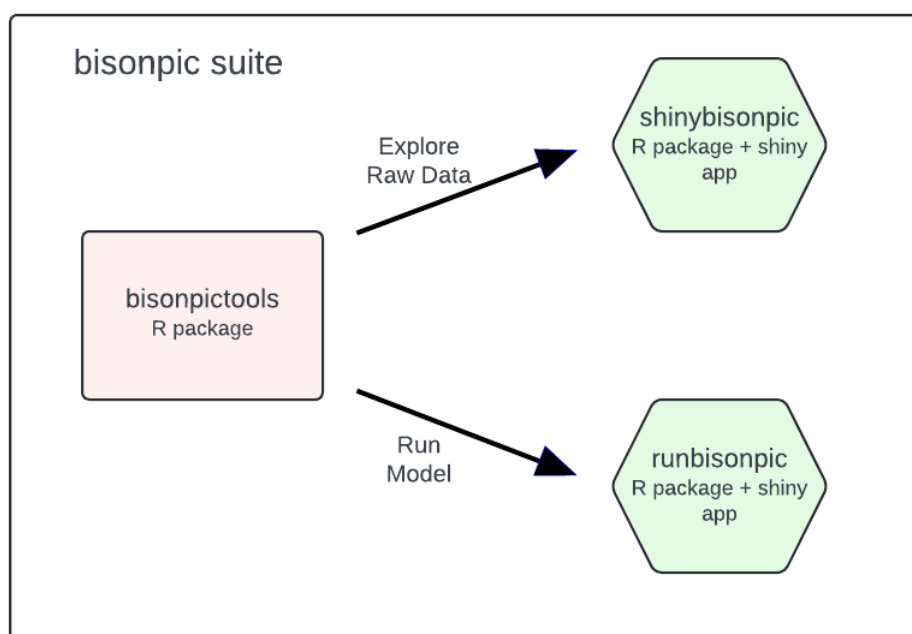 bisonpic suite
Explore
Raw Data
shinybisonpic
R package + shiny
app
bisonpictools
R package
Run
Model
runbisonpic
R package + shiny
app